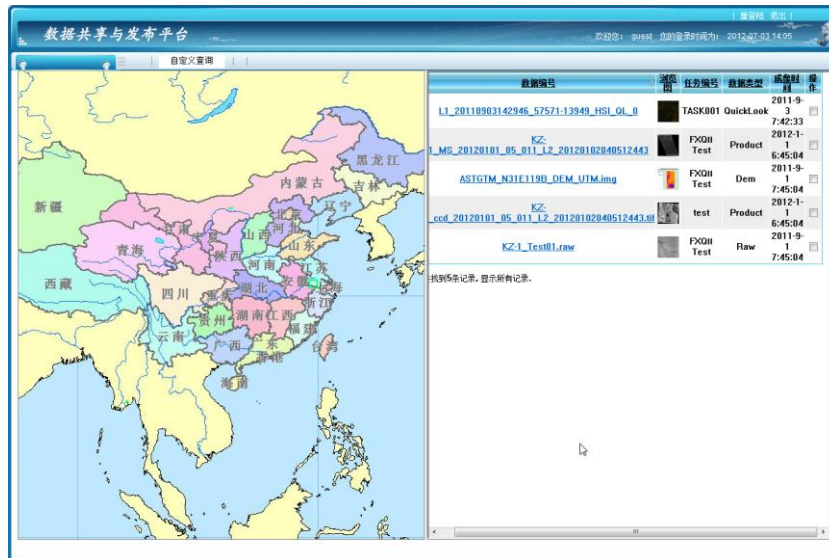 | 重登陆 退出 |
数据共享与发布平台
欢迎您: guest 您的登录时间为: 2012-07-03 14:05
| 自定义查询 | |
数据编号 浏览图 任务编号 数据类型 成像时间 操作
L1_20110903142946_57571-13949_HSI_QL_0 TASK001 QuickLook 2011-9-3 7:42:33
KZ-1_MS_20120101_05_011_L2_20120102040512443 FXQII Test Product 2012-1-1 6:45:04
ASTGTM_N31E119B_DEM_UTM.img FXQII Test Dem 2011-9-1 7:45:04
KZ-_ccd_20120101_05_011_L2_20120102040512443.tif test Product 2012-1-1 6:45:04
KZ-1_Test01.raw FXQII Test Raw 2011-9-1 7:45:04
找到5条记录, 显示所有记录.
黑龙江
内蒙古 吉林
新疆 北京 辽宁
甘肃 宁夏 山西 河北
青海 陕西 山东
西藏 河南 江苏
四川 重庆 湖北 安徽 上海
浙江
贵州 湖南 江西
云南 福建
广西 广东 台湾
香港
海南